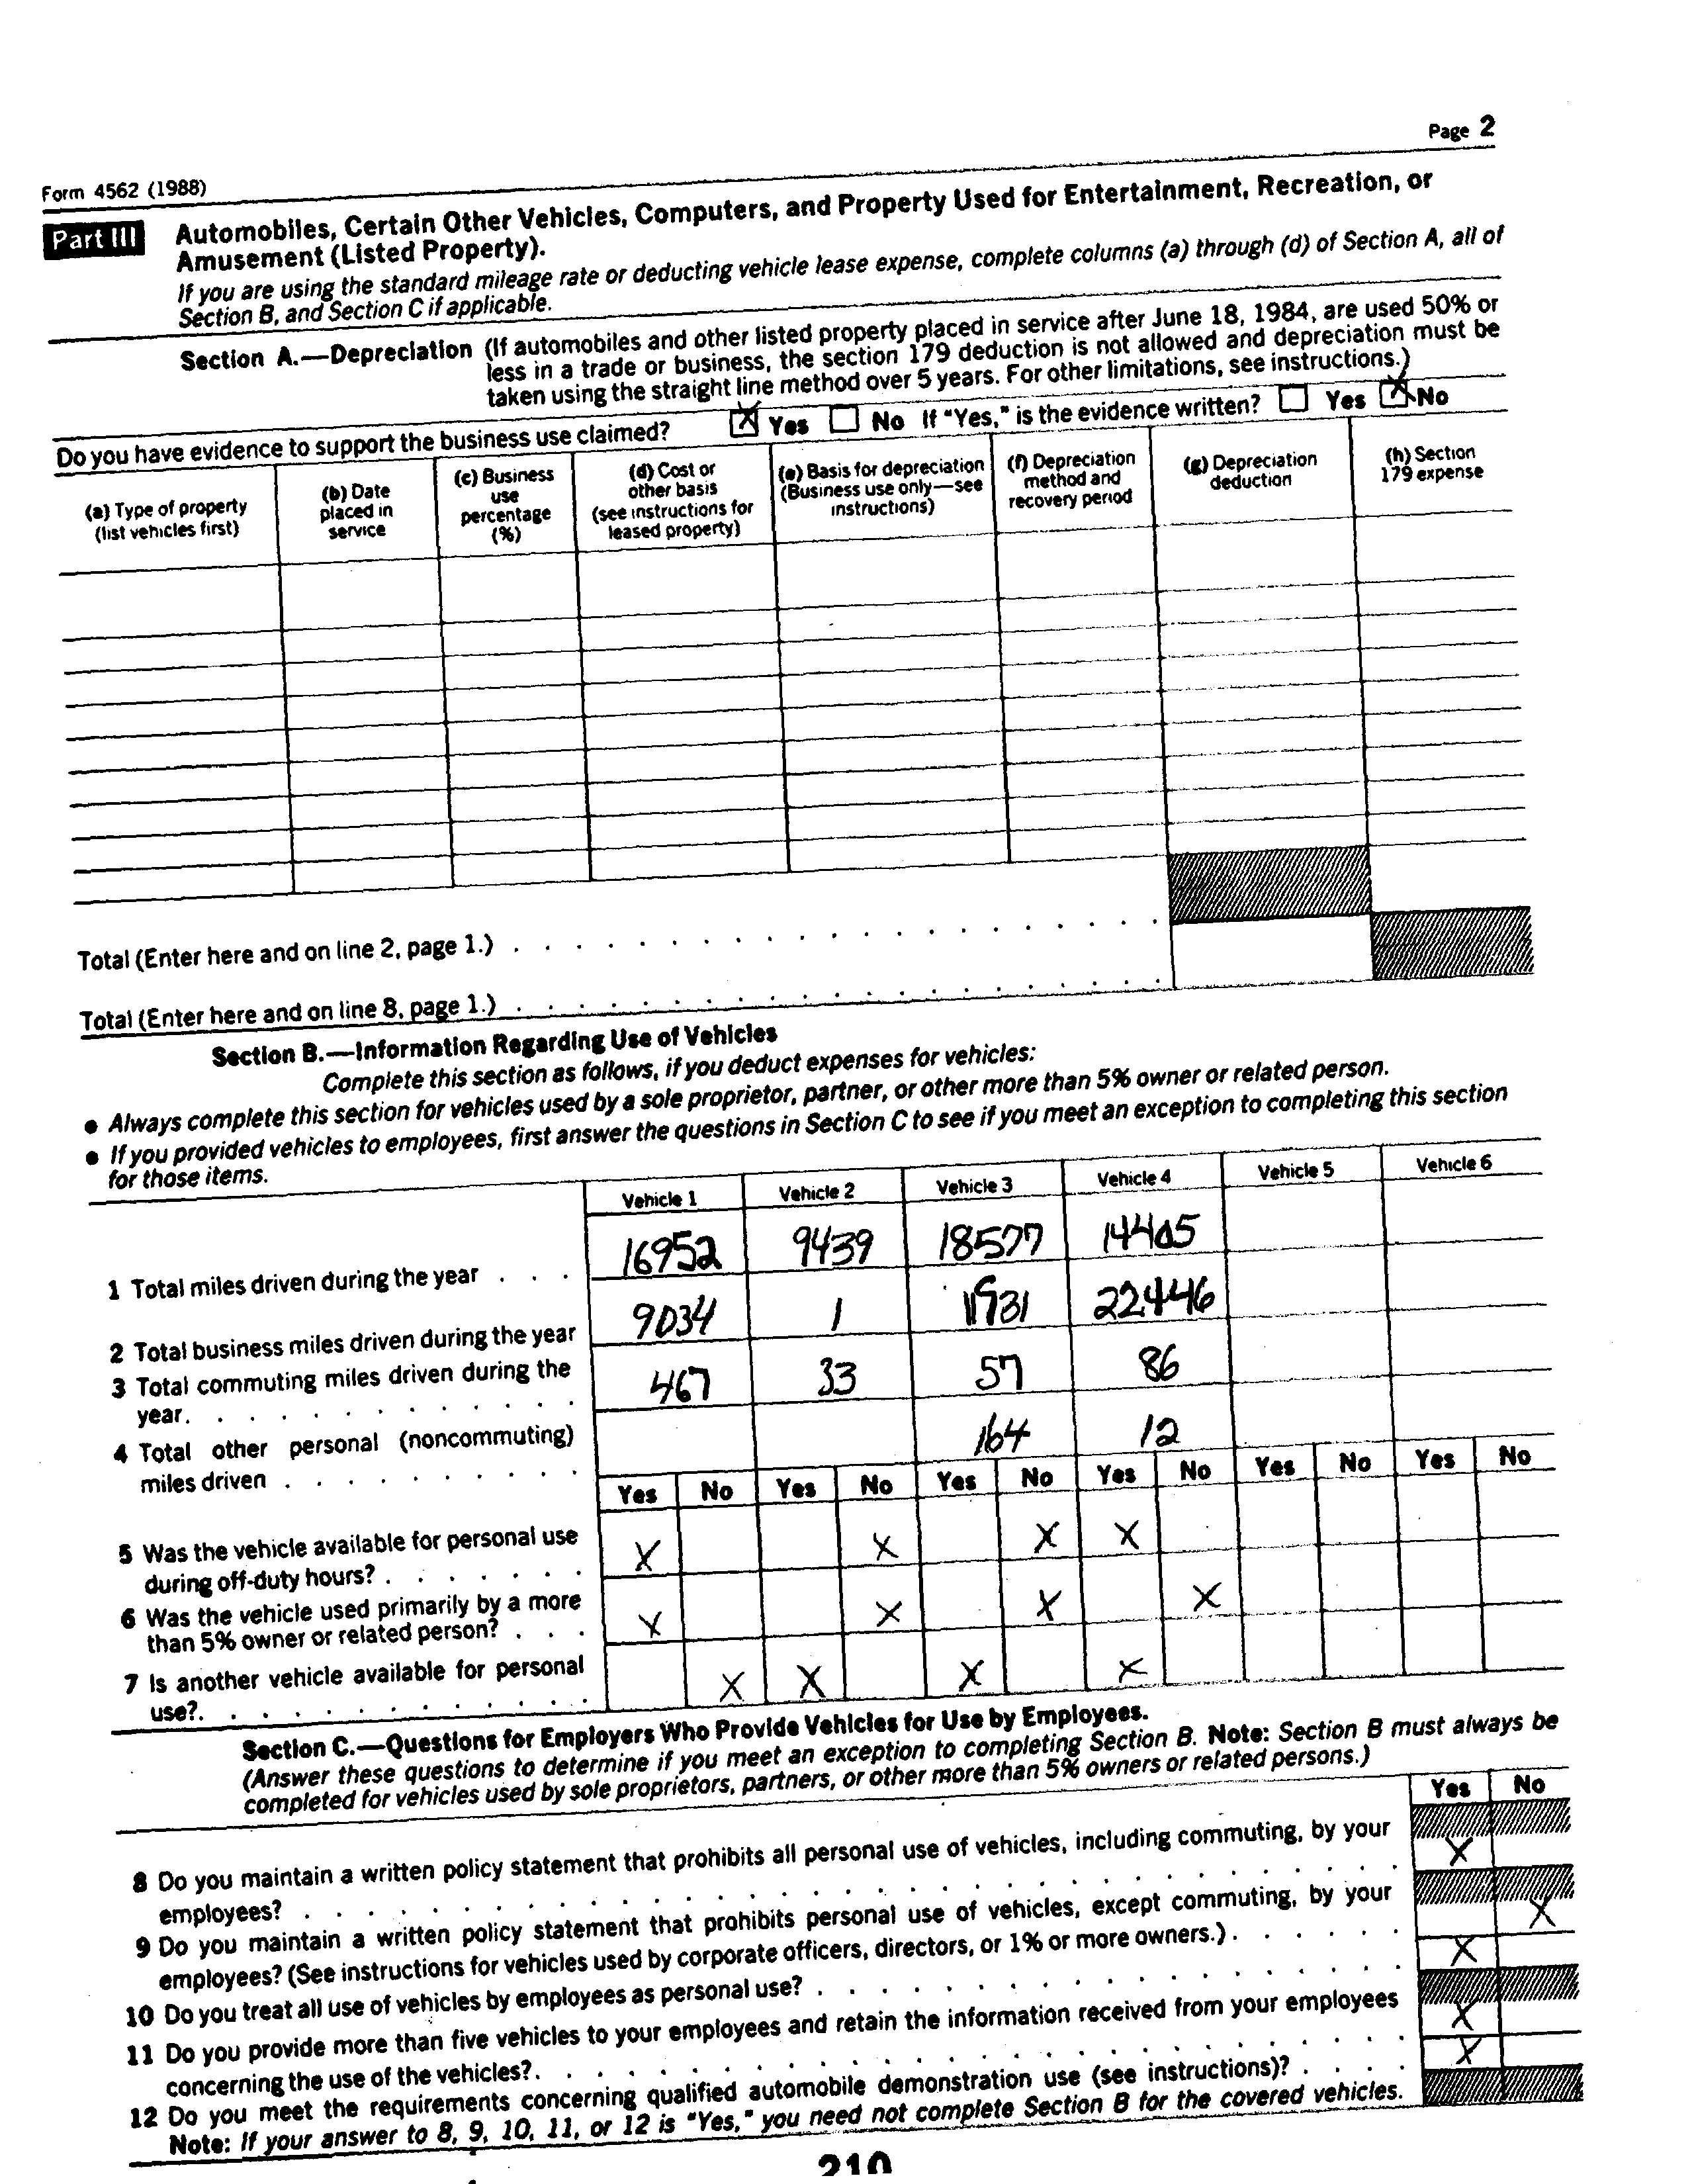 Page 2
Form 4562 (1988)
Part III Automobiles, Certain Other Vehicles, Computers, and Property Used for Entertainment, Recreation, or
Amusement (Listed Property).
If you are using the standard mileage rate or deducting vehicle lease expense, complete columns (a) through (d) of Section A, all of
Section B, and Section C if applicable.
Section A.—Depreciation (If automobiles and other listed property placed in service after June 18, 1984, are used 50% or
less in a trade or business, the section 179 deduction is not allowed and depreciation must be
taken using the straight line method over 5 years. For other limitations, see instructions.)
Do you have evidence to support the business use claimed? X Yes No If "Yes," is the evidence written? Yes X No
(a) Type of property
(list vehicles first)
(b) Date
placed in
service
(c) Business
use
percentage
(%)
(d) Cost or
other basis
(see instructions for
leased property)
(e) Basis for depreciation
(Business use only—see
instructions)
(f) Depreciation
method and
recovery period
(g) Depreciation
deduction
(h) Section
179 expense
Total (Enter here and on line 2, page 1.) . . . . . . . . . . . . . . . . . . . . .
Total (Enter here and on line 8, page 1.) . . . . . . . . . . . . . . . . . . . . .
Section B.—Information Regarding Use of Vehicles
Complete this section as follows, if you deduct expenses for vehicles:
● Always complete this section for vehicles used by a sole proprietor, partner, or other more than 5% owner or related person.
● If you provided vehicles to employees, first answer the questions in Section C to see if you meet an exception to completing this section
for those items.
Vehicle 1 Vehicle 2 Vehicle 3 Vehicle 4 Vehicle 5 Vehicle 6
1 Total miles driven during the year . . . 16952 9439 18577 14405
2 Total business miles driven during the year 9034 1 11931 22446
3 Total commuting miles driven during the
year. . . . . . . . . . . . . 467 33 57 86
4 Total other personal (noncommuting)
miles driven . . . . . . . . . . 164 12
Yes No Yes No Yes No Yes No Yes No Yes No
5 Was the vehicle available for personal use
during off-duty hours? . . . . . . . X X X X
6 Was the vehicle used primarily by a more
than 5% owner or related person? . . . X X X X
7 Is another vehicle available for personal
use?. . . . . . . . . . . . . X X X X
Section C.—Questions for Employers Who Provide Vehicles for Use by Employees.
(Answer these questions to determine if you meet an exception to completing Section B. Note: Section B must always be
completed for vehicles used by sole proprietors, partners, or other more than 5% owners or related persons.)
Yes No
8 Do you maintain a written policy statement that prohibits all personal use of vehicles, including commuting, by your
employees? . . . . . . . . . . . . . . . . . . . . . . . . . X
9 Do you maintain a written policy statement that prohibits personal use of vehicles, except commuting, by your
employees? (See instructions for vehicles used by corporate officers, directors, or 1% or more owners.) . . . . . . X
10 Do you treat all use of vehicles by employees as personal use? . . . . . . . . . . . . . . . X
11 Do you provide more than five vehicles to your employees and retain the information received from your employees
concerning the use of the vehicles?. . . . . . . . . . . . . . . . . . . . . . . X
12 Do you meet the requirements concerning qualified automobile demonstration use (see instructions)? . . . . X
Note: If your answer to 8, 9, 10, 11, or 12 is "Yes," you need not complete Section B for the covered vehicles.
210